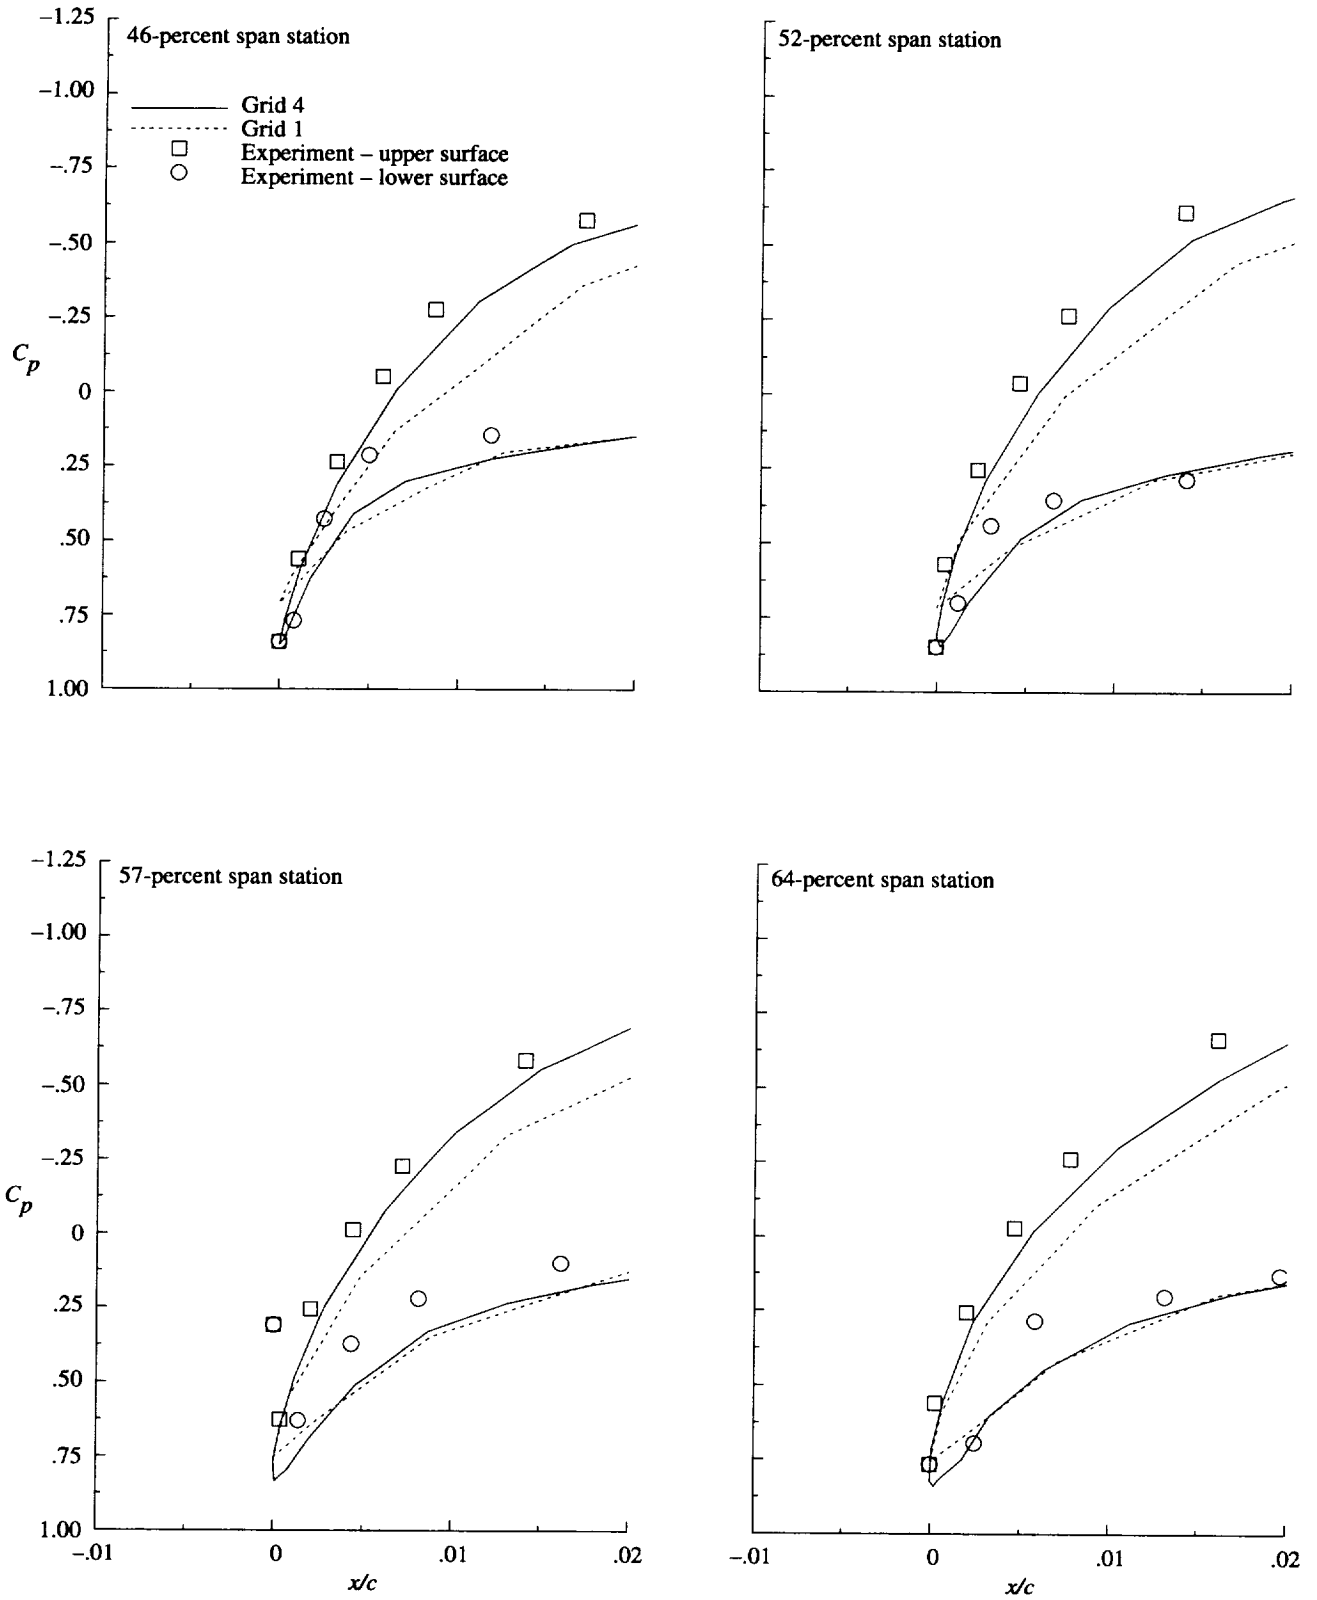 46-percent span station
52-percent span station
Grid 4
Grid 1
Experiment – upper surface
Experiment – lower surface
–1.25
–1.00
–.75
–.50
–.25
0
.25
.50
.75
1.00
Cp
57-percent span station
64-percent span station
–1.25
–1.00
–.75
–.50
–.25
0
.25
.50
.75
1.00
Cp
–.01 0 .01 .02
x/c
–.01 0 .01 .02
x/c